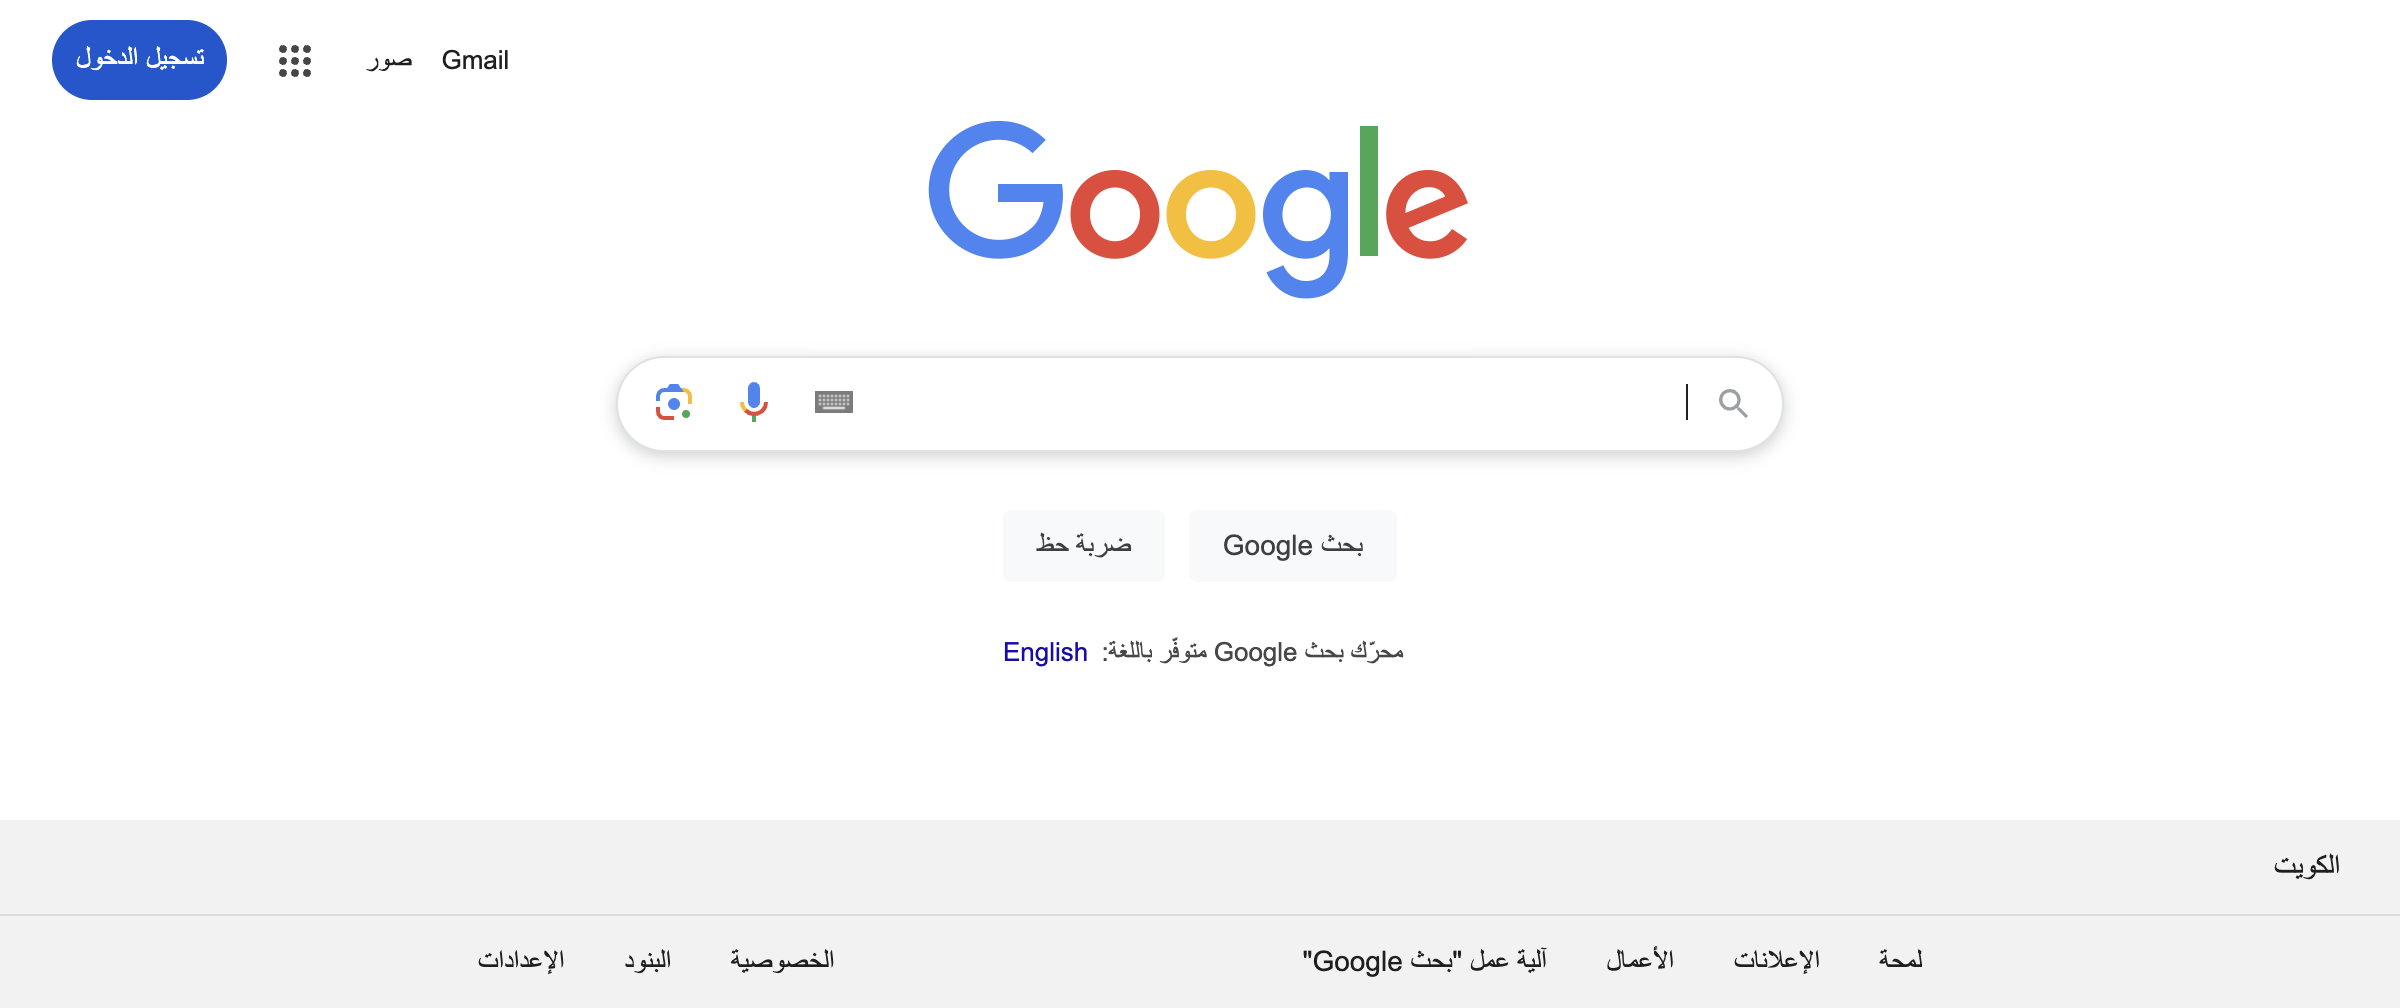 Gmail صور تسجيل الدخول
Google
بحث Google ضربة حظ
محرّك بحث Google متوفّر باللغة: English
الكويت
لمحة الإعلانات الأعمال آلية عمل "بحث Google" الخصوصية البنود الإعدادات